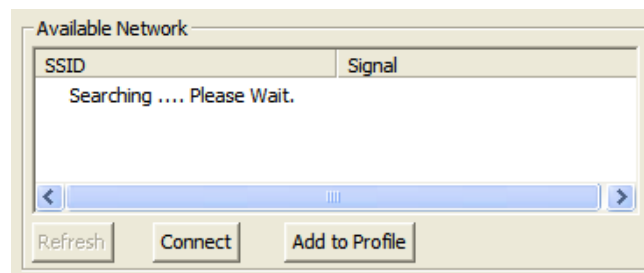 Available Network
SSID Signal
Searching .... Please Wait.
Refresh Connect Add to Profile